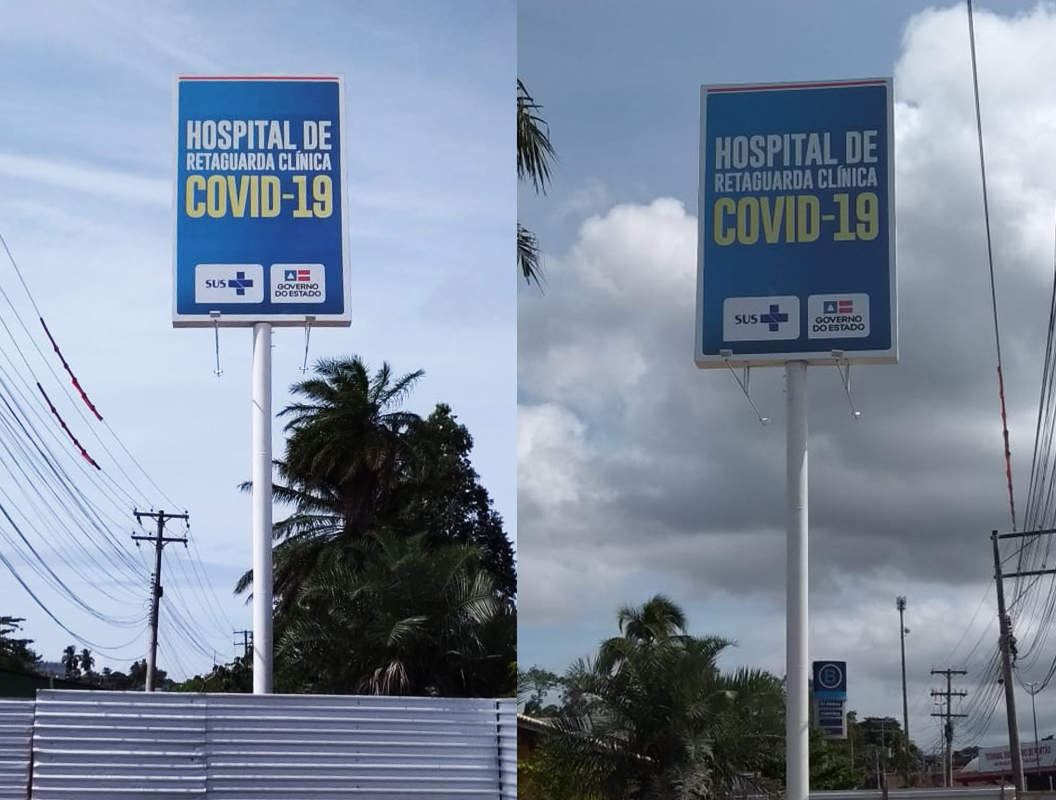 HOSPITAL DE
RETAGUARDA CLÍNICA
COVID-19
SUS
GOVERNO
DO ESTADO
HOSPITAL DE
RETAGUARDA CLÍNICA
COVID-19
SUS
GOVERNO
DO ESTADO
B
TERMINAL